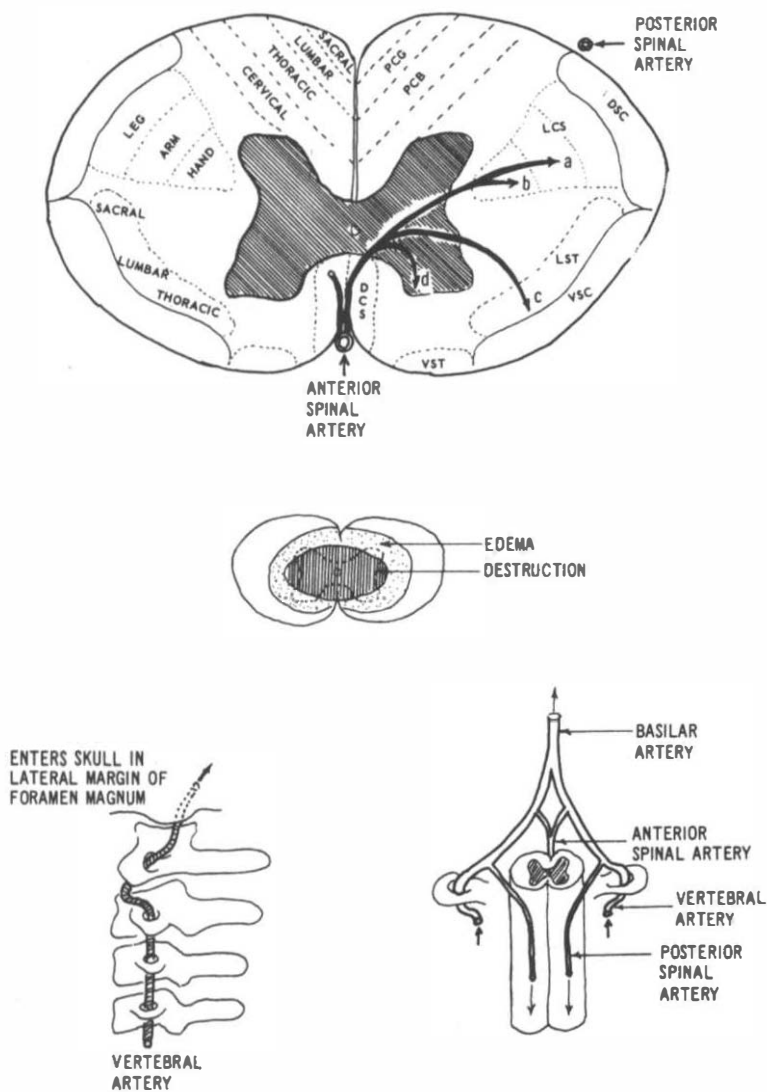 POSTERIOR
SPINAL
ARTERY
SACRAL
LUMBAR
THORACIC
CERVICAL
PCG
PCB
DSC
LEG
ARM
HAND
LCS
a
b
SACRAL
LUMBAR
THORACIC
LST
VSC
c
d
DCS
VST
ANTERIOR
SPINAL
ARTERY
EDEMA
DESTRUCTION
ENTERS SKULL IN
LATERAL MARGIN OF
FORAMEN MAGNUM
VERTEBRAL
ARTERY
BASILAR
ARTERY
ANTERIOR
SPINAL ARTERY
VERTEBRAL
ARTERY
POSTERIOR
SPINAL
ARTERY